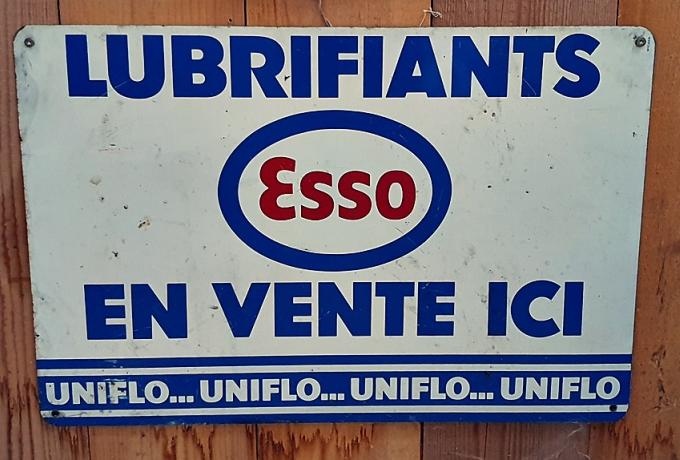 LUBRIFIANTS
Esso
EN VENTE ICI
UNIFLO... UNIFLO... UNIFLO... UNIFLO